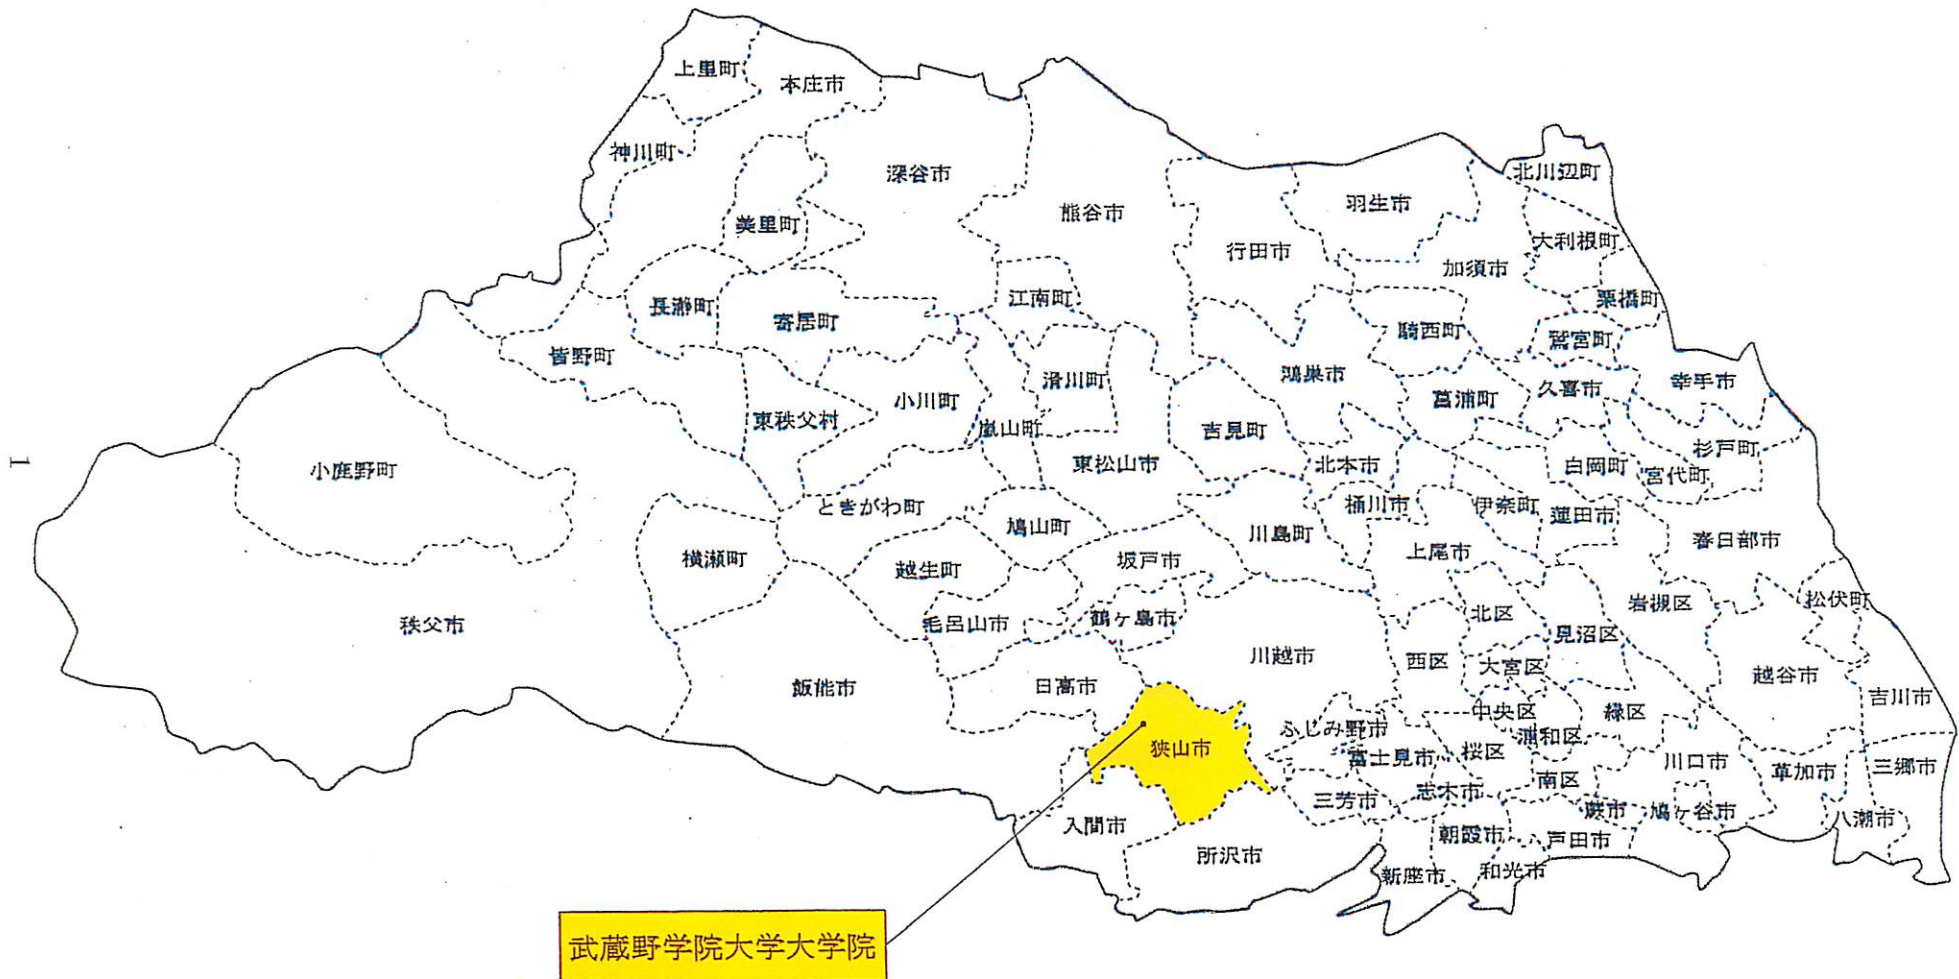 上里町
本庄市
神川町
深谷市
北川辺町
美里町
熊谷市
羽生市
行田市
大利根町
加須市
長瀞町
江南町
栗橋町
寄居町
騎西町
鷲宮町
皆野町
滑川町
鴻巣市
久喜市
幸手市
東秩父村
小川町
菖蒲町
嵐山町
吉見町
杉戸町
小鹿野町
東松山市
北本市
白岡町
宮代町
1
ときがわ町
桶川市
伊奈町
蓮田市
鳩山町
川島町
春日部市
横瀬町
越生町
坂戸市
上尾市
秩父市
毛呂山市
鶴ヶ島市
北区
岩槻区
松伏町
見沼区
川越市
西区
大宮区
飯能市
日高市
越谷市
吉川市
中央区
緑区
ふじみ野市
浦和区
狭山市
富士見市
桜区
川口市
草加市
三郷市
三芳市
志木市
南区
入間市
蕨市
鳩ヶ谷市
八潮市
朝霞市
戸田市
所沢市
新座市
和光市
武蔵野学院大学大学院